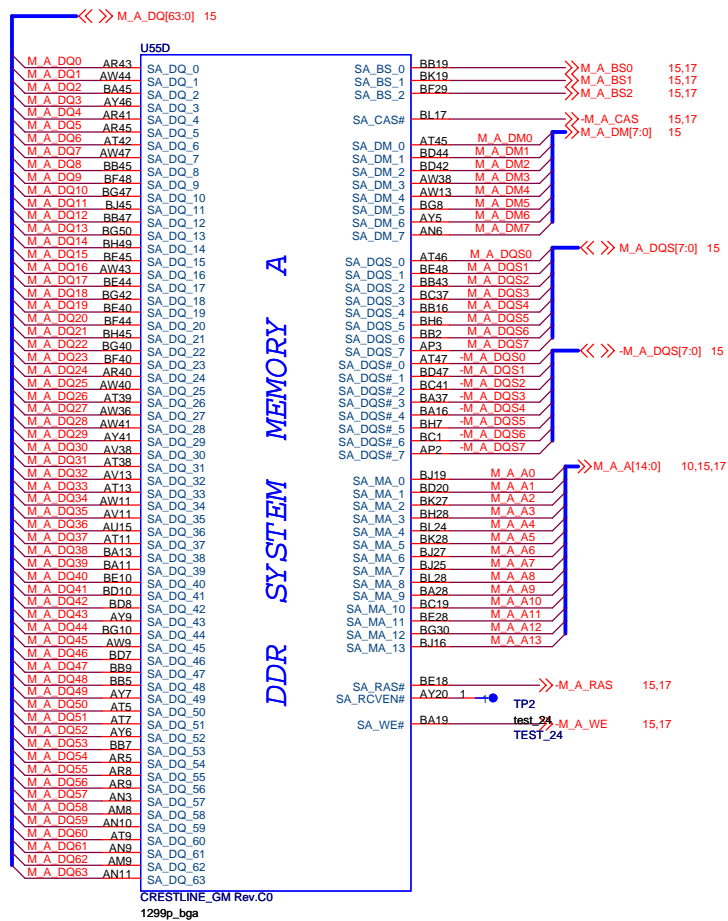 M_A_DQ[63:0] 15
U55D
M_A_DQ0 AR43 SA_DQ_0
M_A_DQ1 AW44 SA_DQ_1
M_A_DQ2 BA45 SA_DQ_2
M_A_DQ3 AY46 SA_DQ_3
M_A_DQ4 AR41 SA_DQ_4
M_A_DQ5 AR45 SA_DQ_5
M_A_DQ6 AT42 SA_DQ_6
M_A_DQ7 AW47 SA_DQ_7
M_A_DQ8 BB45 SA_DQ_8
M_A_DQ9 BF48 SA_DQ_9
M_A_DQ10 BG47 SA_DQ_10
M_A_DQ11 BJ45 SA_DQ_11
M_A_DQ12 BB47 SA_DQ_12
M_A_DQ13 BG50 SA_DQ_13
M_A_DQ14 BH49 SA_DQ_14
M_A_DQ15 BE45 SA_DQ_15
M_A_DQ16 AW43 SA_DQ_16
M_A_DQ17 BE44 SA_DQ_17
M_A_DQ18 BG42 SA_DQ_18
M_A_DQ19 BE40 SA_DQ_19
M_A_DQ20 BF44 SA_DQ_20
M_A_DQ21 BH45 SA_DQ_21
M_A_DQ22 BG40 SA_DQ_22
M_A_DQ23 BF40 SA_DQ_23
M_A_DQ24 AR40 SA_DQ_24
M_A_DQ25 AW40 SA_DQ_25
M_A_DQ26 AT39 SA_DQ_26
M_A_DQ27 AW36 SA_DQ_27
M_A_DQ28 AW41 SA_DQ_28
M_A_DQ29 AY41 SA_DQ_29
M_A_DQ30 AV38 SA_DQ_30
M_A_DQ31 AT38 SA_DQ_31
M_A_DQ32 AV13 SA_DQ_32
M_A_DQ33 AT13 SA_DQ_33
M_A_DQ34 AW11 SA_DQ_34
M_A_DQ35 AV11 SA_DQ_35
M_A_DQ36 AU15 SA_DQ_36
M_A_DQ37 AT11 SA_DQ_37
M_A_DQ38 BA13 SA_DQ_38
M_A_DQ39 BA11 SA_DQ_39
M_A_DQ40 BE10 SA_DQ_40
M_A_DQ41 BD10 SA_DQ_41
M_A_DQ42 BD8 SA_DQ_42
M_A_DQ43 AY9 SA_DQ_43
M_A_DQ44 BG10 SA_DQ_44
M_A_DQ45 AW9 SA_DQ_45
M_A_DQ46 BD7 SA_DQ_46
M_A_DQ47 BB9 SA_DQ_47
M_A_DQ48 BB5 SA_DQ_48
M_A_DQ49 AY7 SA_DQ_49
M_A_DQ50 AT5 SA_DQ_50
M_A_DQ51 AT7 SA_DQ_51
M_A_DQ52 AY6 SA_DQ_52
M_A_DQ53 BB7 SA_DQ_53
M_A_DQ54 AR5 SA_DQ_54
M_A_DQ55 AR8 SA_DQ_55
M_A_DQ56 AR9 SA_DQ_56
M_A_DQ57 AN3 SA_DQ_57
M_A_DQ58 AM8 SA_DQ_58
M_A_DQ59 AN10 SA_DQ_59
M_A_DQ60 AT9 SA_DQ_60
M_A_DQ61 AN9 SA_DQ_61
M_A_DQ62 AM9 SA_DQ_62
M_A_DQ63 AN11 SA_DQ_63
DDR SYSTEM MEMORY A
SA_BS_0 BB19 M_A_BS0 15,17
SA_BS_1 BK19 M_A_BS1 15,17
SA_BS_2 BF29 M_A_BS2 15,17
SA_CAS# BL17 -M_A_CAS 15,17
M_A_DM[7:0] 15
SA_DM_0 AT45 M_A_DM0
SA_DM_1 BD44 M_A_DM1
SA_DM_2 BD42 M_A_DM2
SA_DM_3 AW38 M_A_DM3
SA_DM_4 AW13 M_A_DM4
SA_DM_5 BG8 M_A_DM5
SA_DM_6 AY5 M_A_DM6
SA_DM_7 AN6 M_A_DM7
M_A_DQS[7:0] 15
SA_DQS_0 AT46 M_A_DQS0
SA_DQS_1 BE48 M_A_DQS1
SA_DQS_2 BB43 M_A_DQS2
SA_DQS_3 BC37 M_A_DQS3
SA_DQS_4 BB16 M_A_DQS4
SA_DQS_5 BH6 M_A_DQS5
SA_DQS_6 BB2 M_A_DQS6
SA_DQS_7 AP3 M_A_DQS7
-M_A_DQS[7:0] 15
SA_DQS#_0 AT47 -M_A_DQS0
SA_DQS#_1 BD47 -M_A_DQS1
SA_DQS#_2 BC41 -M_A_DQS2
SA_DQS#_3 BA37 -M_A_DQS3
SA_DQS#_4 BA16 -M_A_DQS4
SA_DQS#_5 BH7 -M_A_DQS5
SA_DQS#_6 BC1 -M_A_DQS6
SA_DQS#_7 AP2 -M_A_DQS7
M_A_A[14:0] 10,15,17
SA_MA_0 BJ19 M_A_A0
SA_MA_1 BD20 M_A_A1
SA_MA_2 BK27 M_A_A2
SA_MA_3 BH28 M_A_A3
SA_MA_4 BL24 M_A_A4
SA_MA_5 BK28 M_A_A5
SA_MA_6 BJ27 M_A_A6
SA_MA_7 BJ25 M_A_A7
SA_MA_8 BL28 M_A_A8
SA_MA_9 BA28 M_A_A9
SA_MA_10 BC19 M_A_A10
SA_MA_11 BE28 M_A_A11
SA_MA_12 BG30 M_A_A12
SA_MA_13 BJ16 M_A_A13
SA_RAS# BE18 -M_A_RAS 15,17
SA_RCVEN# AY20 1 1 TP2
test_24
SA_WE# BA19 -M_A_WE 15,17
TEST_24
CRESTLINE_GM Rev.C0
1299p_bga